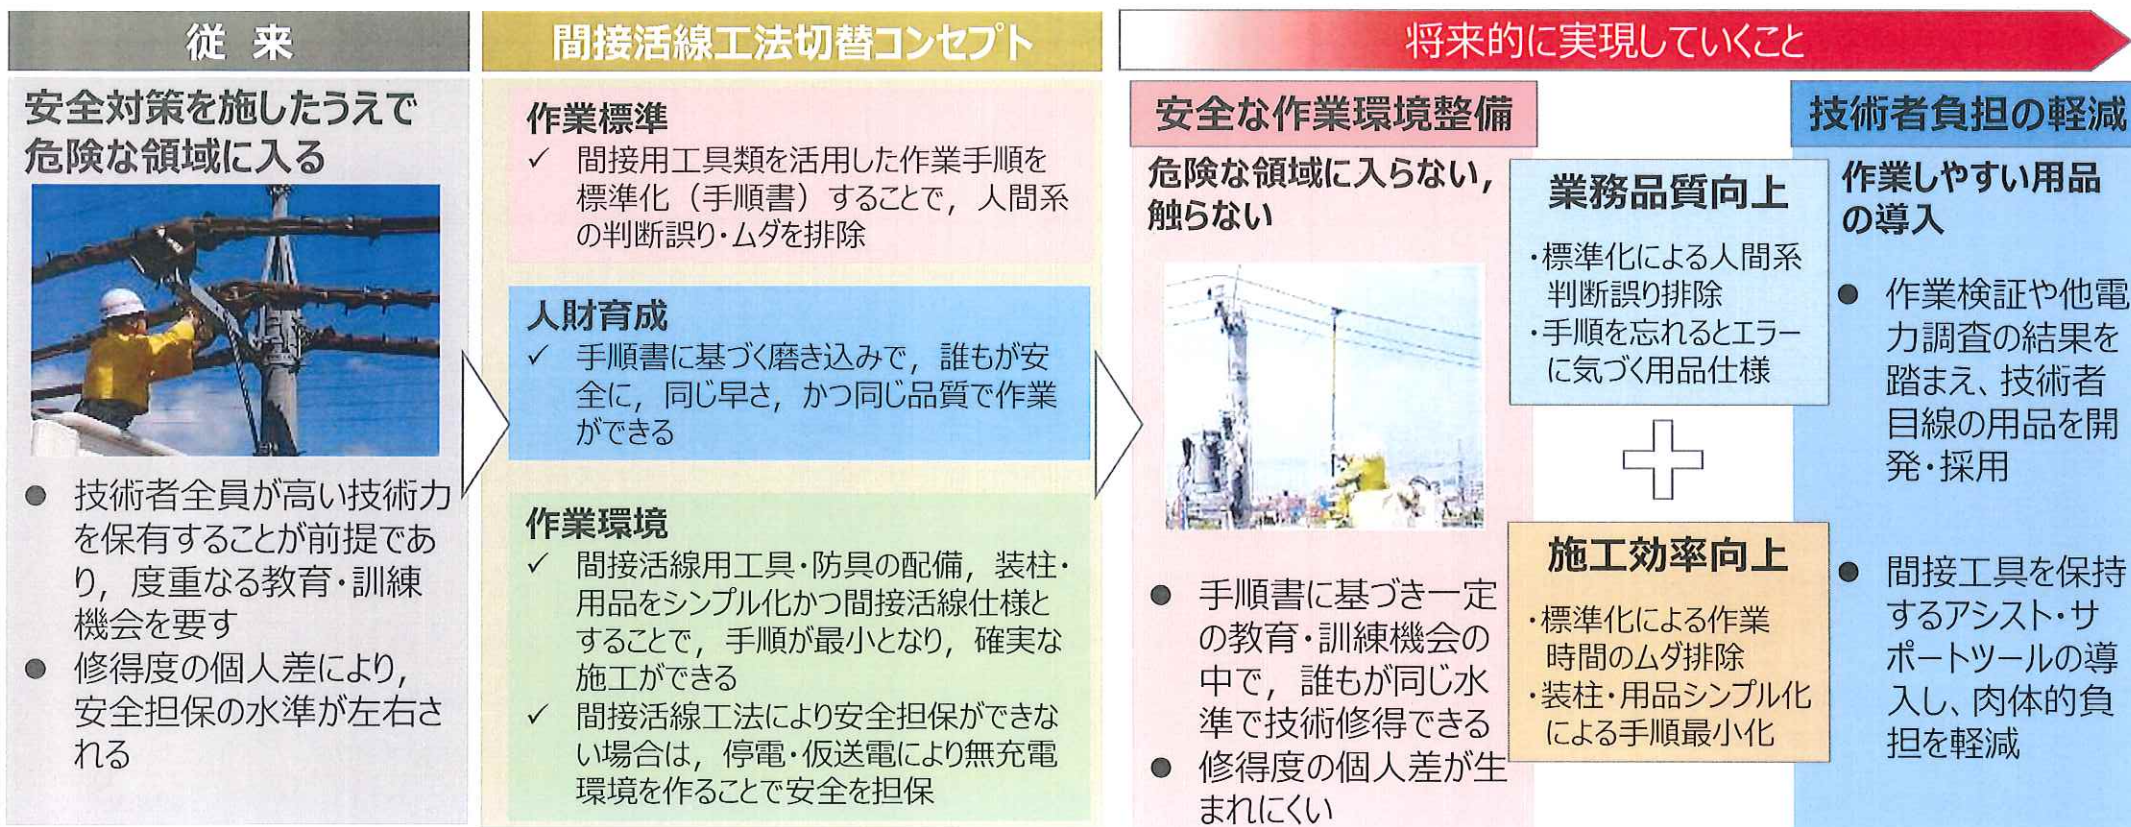 従 来
安全対策を施したうえで
危険な領域に入る
● 技術者全員が高い技術力
を保有することが前提であ
り，度重なる教育・訓練
機会を要す
● 修得度の個人差により，
安全担保の水準が左右さ
れる
間接活線工法切替コンセプト
作業標準
✓ 間接用工具類を活用した作業手順を
標準化（手順書）することで，人間系
の判断誤り・ムダを排除
人財育成
✓ 手順書に基づく磨き込みで，誰もが安
全に，同じ早さ，かつ同じ品質で作業
ができる
作業環境
✓ 間接活線用工具・防具の配備，装柱・
用品をシンプル化かつ間接活線仕様と
することで，手順が最小となり，確実な
施工ができる
✓ 間接活線工法により安全担保ができな
い場合は，停電・仮送電により無充電
環境を作ることで安全を担保
将来的に実現していくこと
安全な作業環境整備
危険な領域に入らない，
触らない
● 手順書に基づき一定
の教育・訓練機会の
中で，誰もが同じ水
準で技術修得できる
● 修得度の個人差が生
まれにくい
業務品質向上
・標準化による人間系
判断誤り排除
・手順を忘れるとエラー
に気づく用品仕様
施工効率向上
・標準化による作業
時間のムダ排除
・装柱・用品シンプル化
による手順最小化
技術者負担の軽減
作業しやすい用品
の導入
● 作業検証や他電
力調査の結果を
踏まえ、技術者
目線の用品を開
発・採用
● 間接工具を保持
するアシスト・サ
ポートツールの導
入し、肉体的負
担を軽減